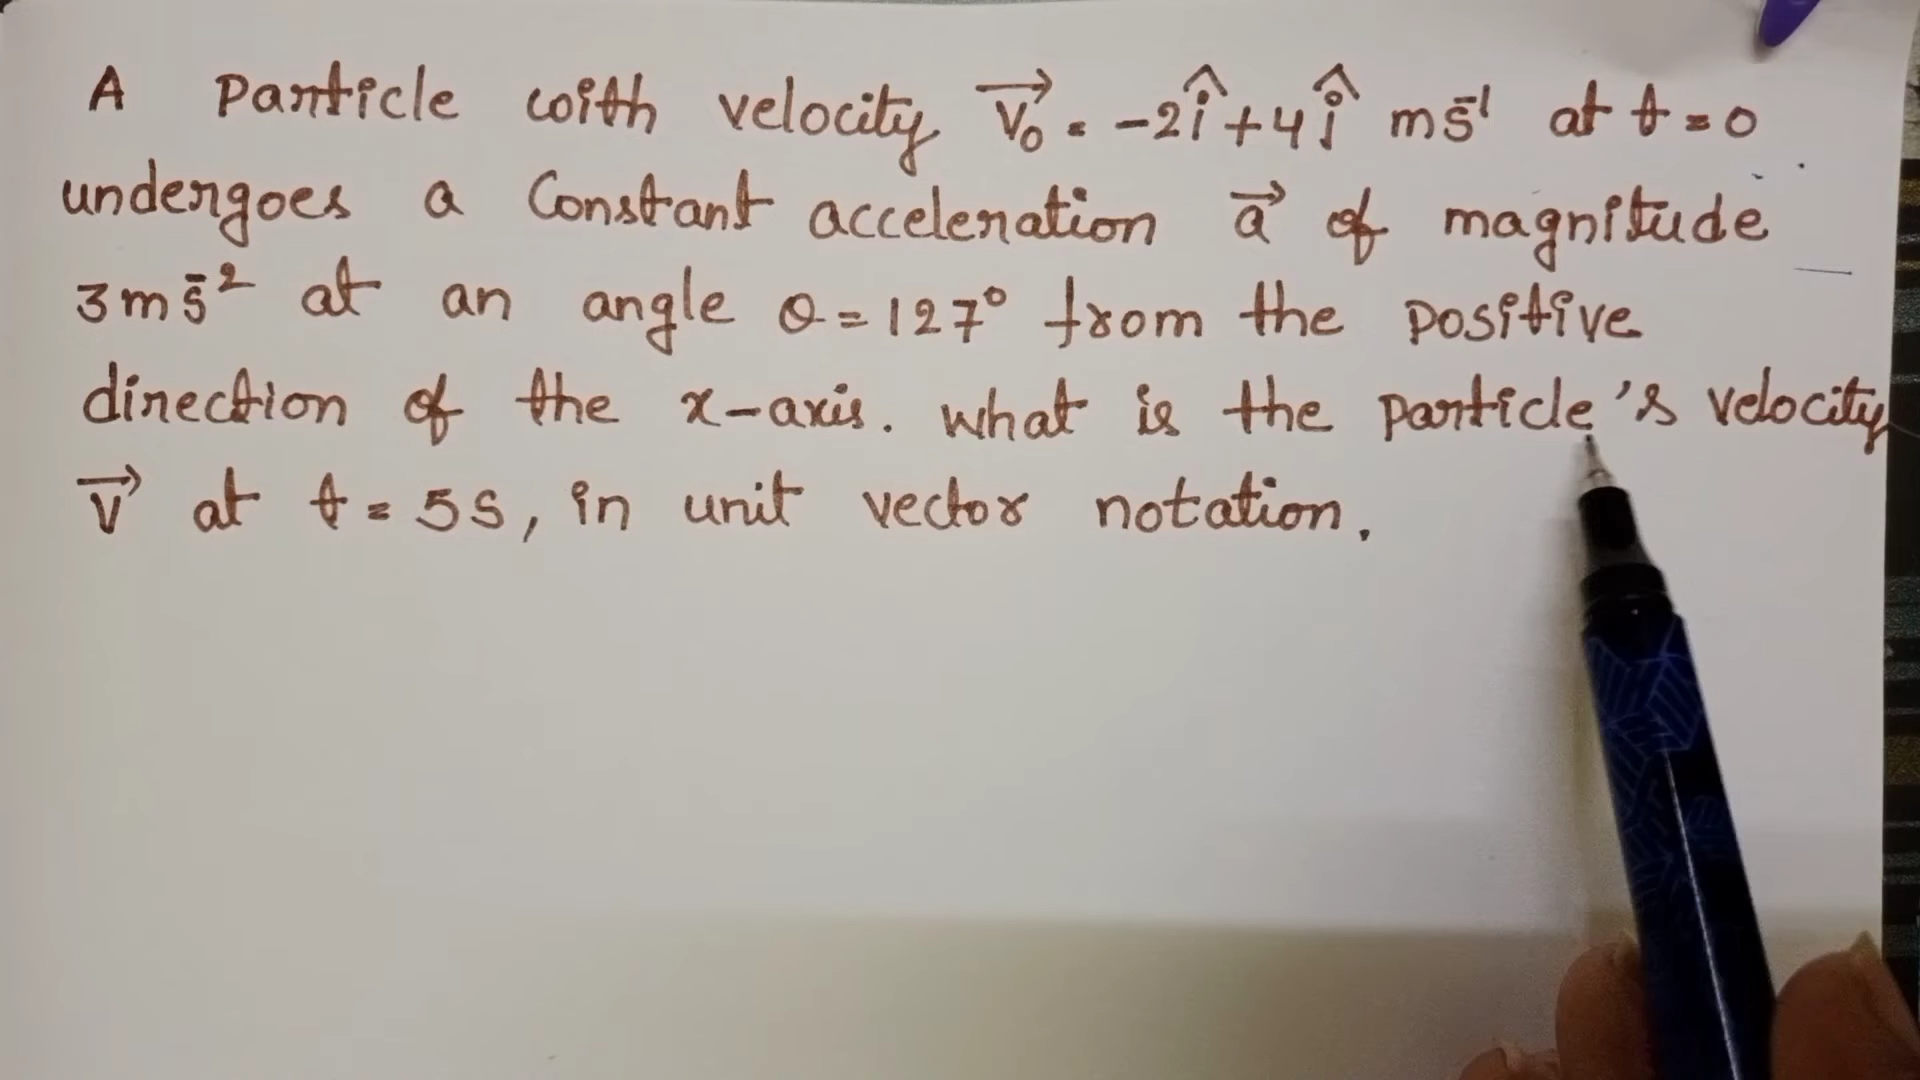 A particle with velocity v₀⃗ = -2î+4ĵ ms⁻¹ at t=0
undergoes a constant acceleration a⃗ of magnitude
3ms⁻² at an angle θ=127° from the positive
direction of the x-axis. what is the particle's velocity
v⃗ at t=5s, in unit vector notation.